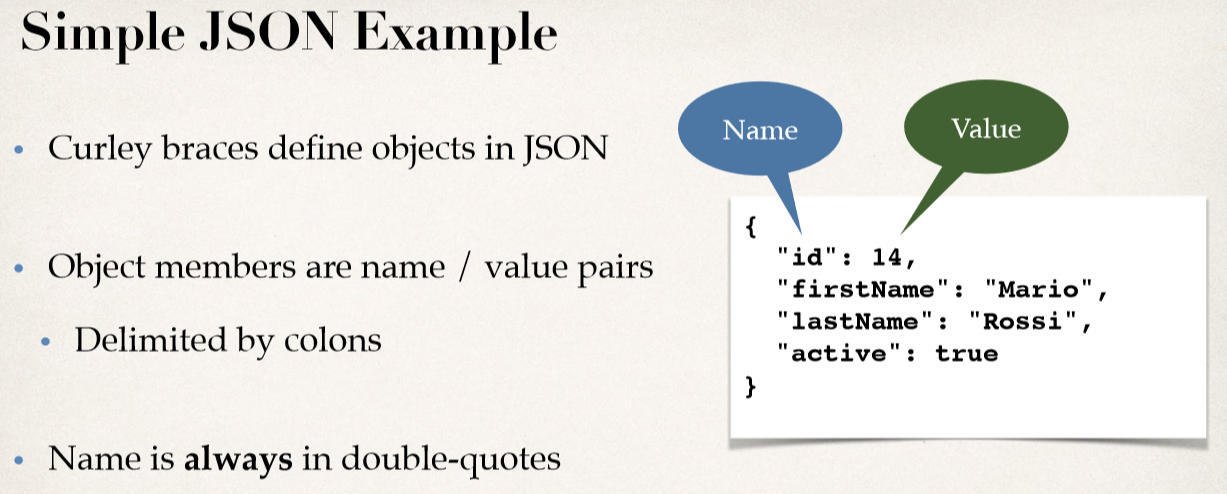 Simple JSON Example
• Curley braces define objects in JSON
• Object members are name / value pairs
• Delimited by colons
• Name is always in double-quotes
Name
Value
{
"id": 14,
"firstName": "Mario",
"lastName": "Rossi",
"active": true
}